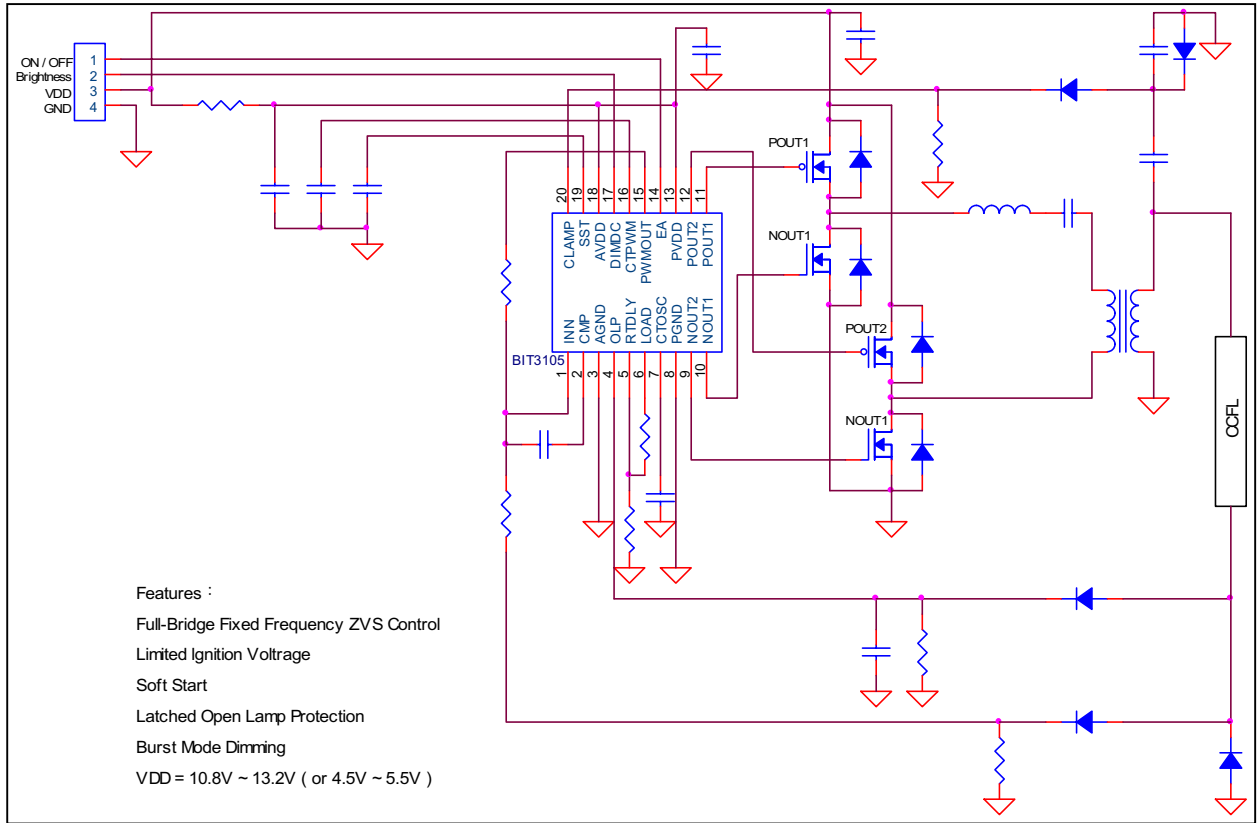 ON / OFF 1
Brightness 2
VDD 3
GND 4
POUT1
NOUT1
POUT2
NOUT1
20 19 18 17 16 15 14 13 12 11
CLAMP SST AVDD DIMDC CTPWM PWMOUT EA PVDD POUT2 POUT1
INN CMP AGND OLP RTDLY LOAD CTOSC PGND NOUT2 NOUT1
BIT3105
1 2 3 4 5 6 7 8 9 10
CCFL
Features :
Full-Bridge Fixed Frequency ZVS Control
Limited Ignition Voltrage
Soft Start
Latched Open Lamp Protection
Burst Mode Dimming
VDD = 10.8V ~ 13.2V ( or 4.5V ~ 5.5V )